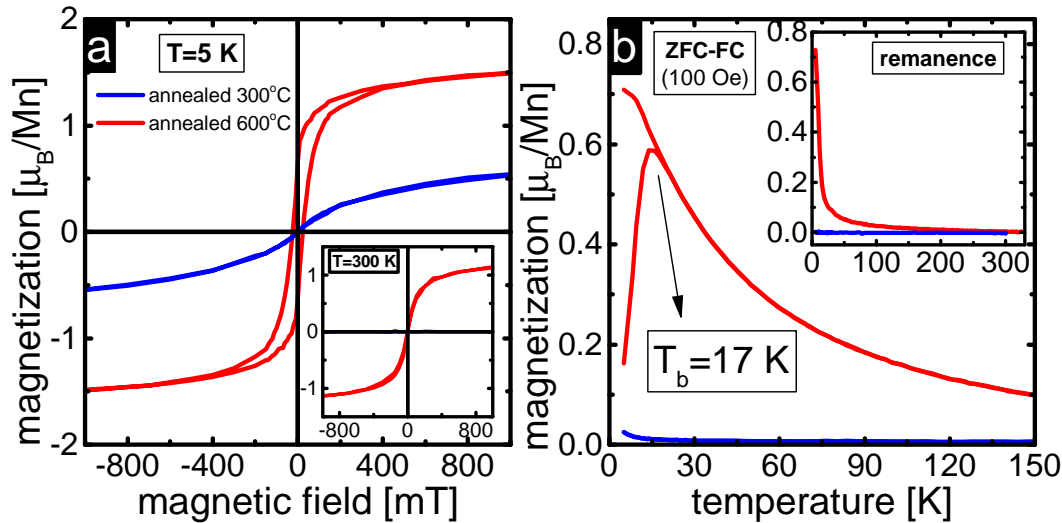 a
T=5 K
annealed 300°C
annealed 600°C
magnetization [μB/Mn]
2
1
0
-1
-2
-800
-400
0
400
800
magnetic field [mT]
T=300 K
1
0
-1
-800
0
800
b
ZFC-FC
(100 Oe)
magnetization [μB/Mn]
0.8
0.6
0.4
0.2
0.0
0
30
60
90
120
150
temperature [K]
Tb=17 K
remanence
0.8
0.6
0.4
0.2
0.0
0
100
200
300